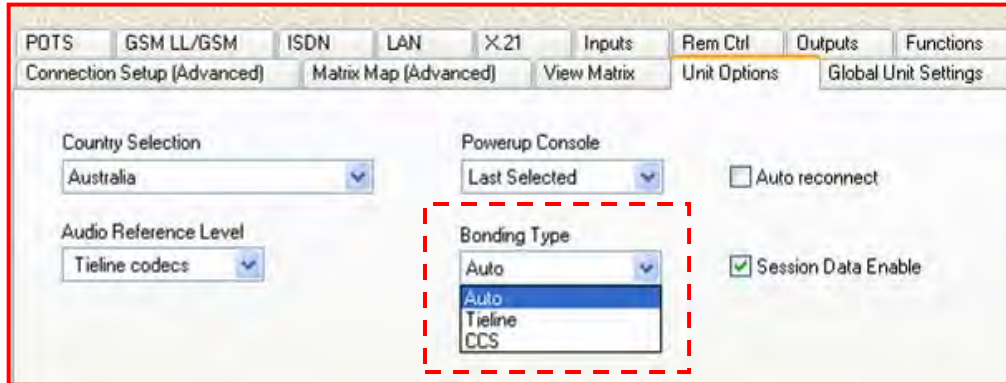 POTS GSM LL/GSM ISDN LAN X.21 Inputs Rem Ctrl Outputs Functions
Connection Setup (Advanced) Matrix Map (Advanced) View Matrix Unit Options Global Unit Settings
Country Selection Powerup Console
Australia Last Selected Auto reconnect
Audio Reference Level Bonding Type
Tieline codecs Auto Session Data Enable
Auto
Tieline
CCS